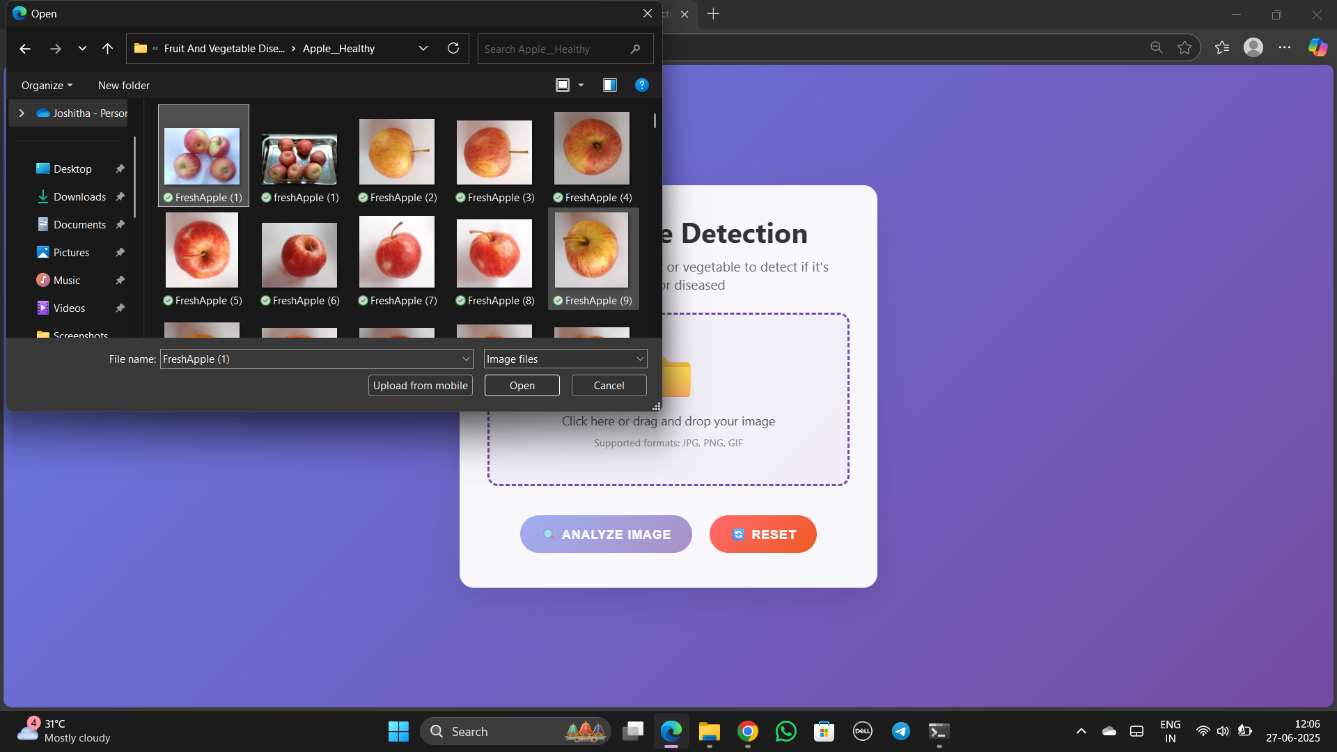 Open
Fruit And Vegetable Dise...
Apple__Healthy
Search Apple__Healthy
Organize
New folder
Joshitha - Person
Desktop
Downloads
Documents
Pictures
Music
Videos
Screenshots
FreshApple (1)
freshApple (1)
FreshApple (2)
FreshApple (3)
FreshApple (4)
FreshApple (5)
FreshApple (6)
FreshApple (7)
FreshApple (8)
FreshApple (9)
File name:
FreshApple (1)
Image files
Upload from mobile
Open
Cancel
e Detection
or vegetable to detect if it's
or diseased
Click here or drag and drop your image
Supported formats: JPG, PNG, GIF
ANALYZE IMAGE
RESET
4
31°C
Mostly cloudy
Search
DELL
ENG
IN
12:06
27-06-2025